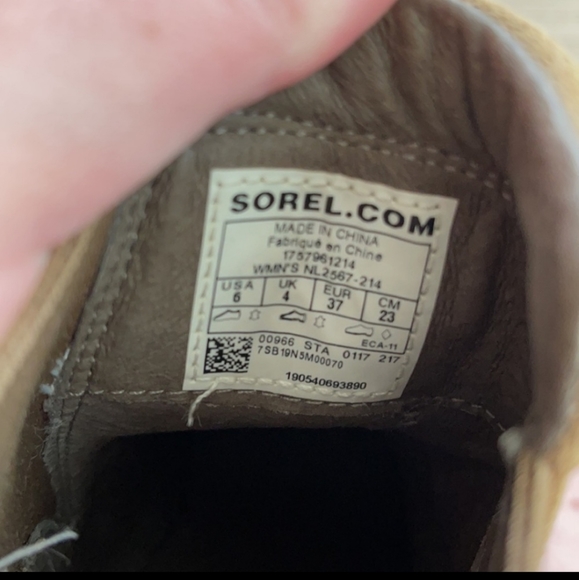 SOREL.COM
MADE IN CHINA
Fabriqué en Chine
1757961214
WMN'S NL2567-214
USA UK EUR CM
6 4 37 23
ECA-11
00966 STA 0117 217
7SB19N5M00070
190540693890